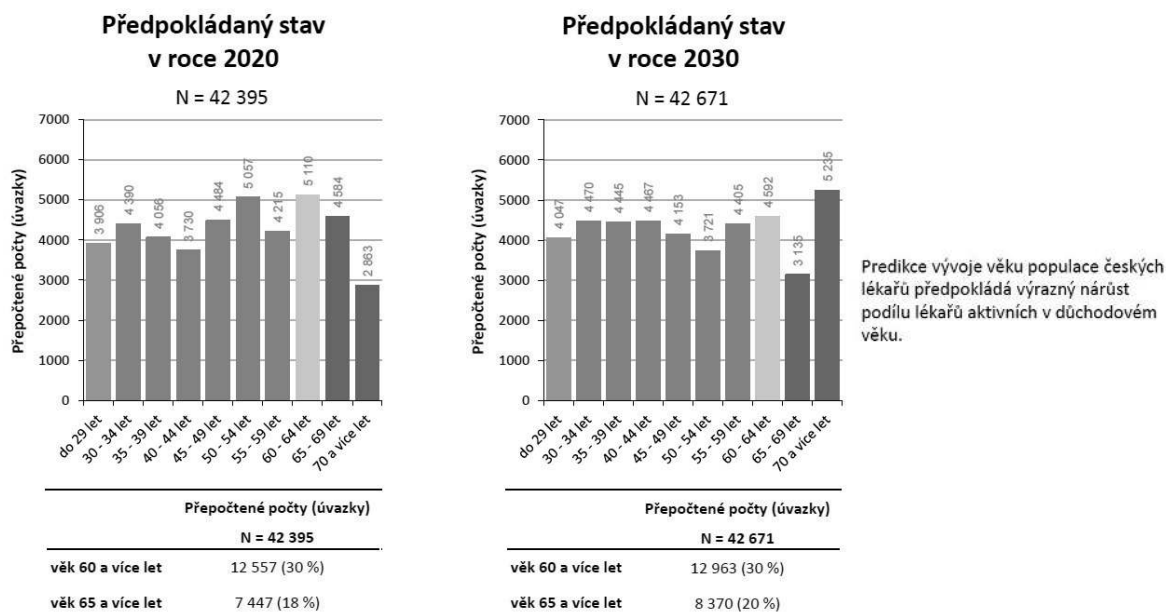 Předpokládaný stav
v roce 2020
N = 42 395
Přepočtené počty (úvazky)
7000
6000
5000
4000
3000
2000
1000
0
3 906
4 390
4 056
3 730
4 484
5 057
4 215
5 110
4 584
2 863
do 29 let
30 - 34 let
35 - 39 let
40 - 44 let
45 - 49 let
50 - 54 let
55 - 59 let
60 - 64 let
65 - 69 let
70 a více let
Přepočtené počty (úvazky)
N = 42 395
věk 60 a více let 12 557 (30 %)
věk 65 a více let 7 447 (18 %)
Předpokládaný stav
v roce 2030
N = 42 671
Přepočtené počty (úvazky)
7000
6000
5000
4000
3000
2000
1000
0
4 047
4 470
4 445
4 467
4 153
3 721
4 405
4 592
3 135
5 235
do 29 let
30 - 34 let
35 - 39 let
40 - 44 let
45 - 49 let
50 - 54 let
55 - 59 let
60 - 64 let
65 - 69 let
70 a více let
Přepočtené počty (úvazky)
N = 42 671
věk 60 a více let 12 963 (30 %)
věk 65 a více let 8 370 (20 %)
Predikce vývoje věku populace českých
lékařů předpokládá výrazný nárůst
podílu lékařů aktivních v důchodovém
věku.